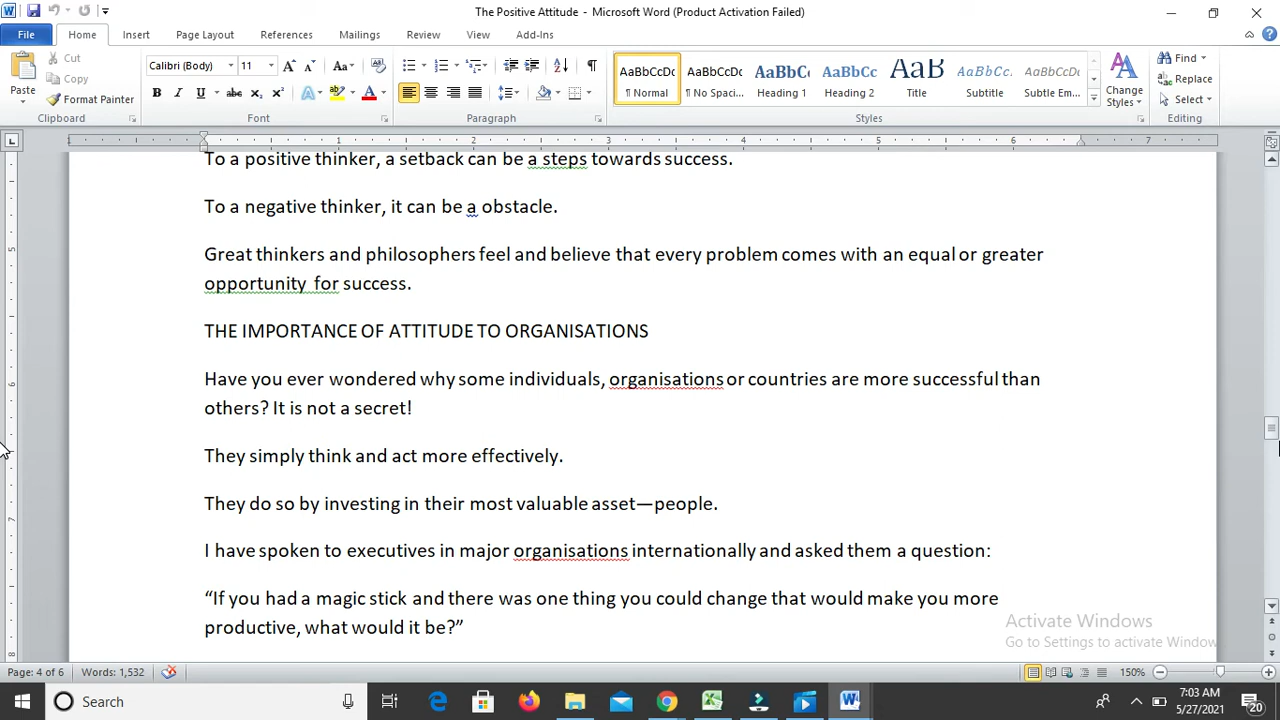 The Positive Attitude - Microsoft Word (Product Activation Failed)
File Home Insert Page Layout References Mailings Review View Add-Ins
Paste
Cut
Copy
Format Painter
Calibri (Body) 11
AaBbCcDc ¶ Normal
AaBbCcDc ¶ No Spaci...
AaBbCc Heading 1
AaBbCc Heading 2
AaB Title
AaBbCc. Subtitle
AaBbCcDc Subtle Em...
Change Styles
Find
Replace
Select
Clipboard Font Paragraph Styles Editing
1 2 3 4 5 6 7
To a positive thinker, a setback can be a steps towards success.
To a negative thinker, it can be a obstacle.
Great thinkers and philosophers feel and believe that every problem comes with an equal or greater
opportunity for success.
THE IMPORTANCE OF ATTITUDE TO ORGANISATIONS
Have you ever wondered why some individuals, organisations or countries are more successful than
others? It is not a secret!
They simply think and act more effectively.
They do so by investing in their most valuable asset—people.
I have spoken to executives in major organisations internationally and asked them a question:
“If you had a magic stick and there was one thing you could change that would make you more
productive, what would it be?”
Activate Windows
Go to Settings to activate Window
Page: 4 of 6 Words: 1,532 150%
Search
7:03 AM
5/27/2021
20